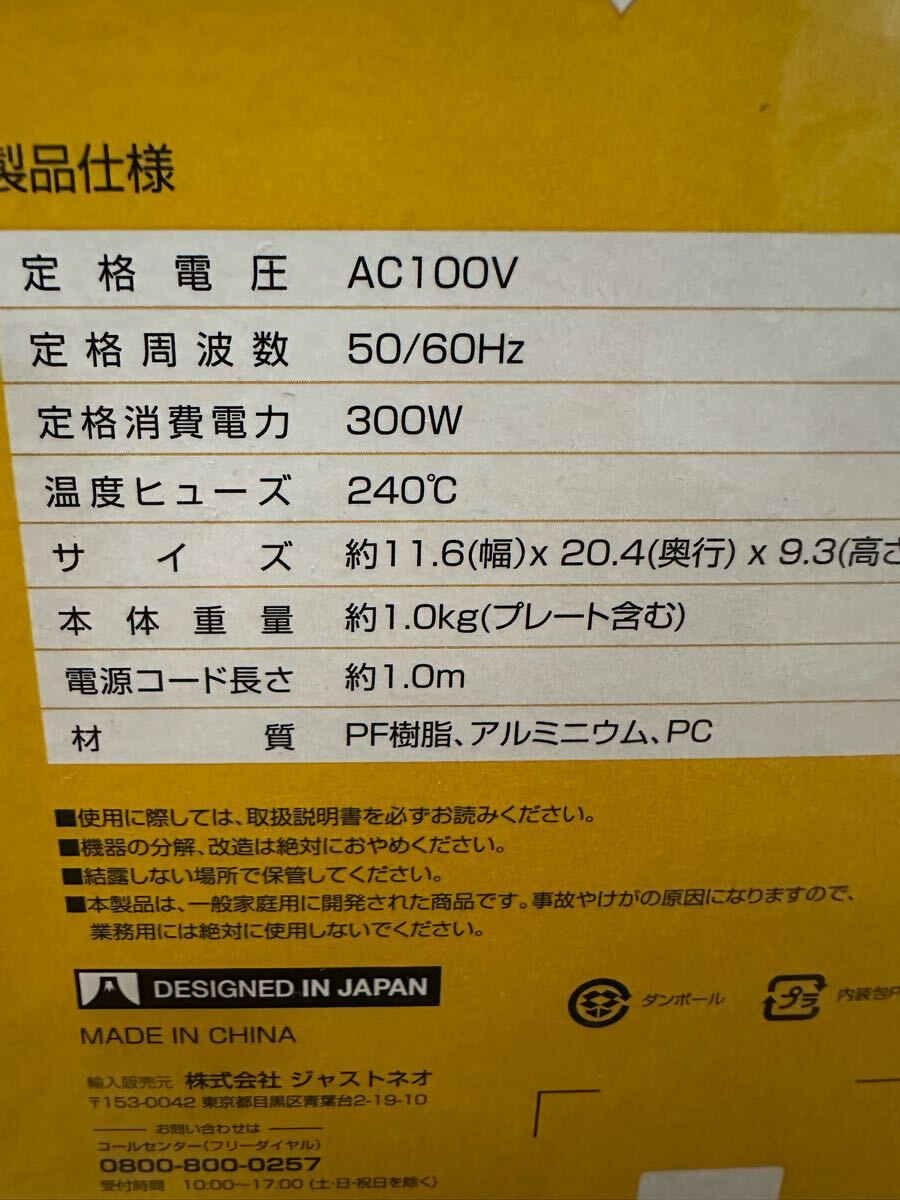 製品仕様
定格電圧 AC100V
定格周波数 50/60Hz
定格消費電力 300W
温度ヒューズ 240℃
サイズ 約11.6(幅)x 20.4(奥行) x 9.3(高さ
本体重量 約1.0kg(プレート含む)
電源コード長さ 約1.0m
材質 PF樹脂、アルミニウム、PC
■使用に際しては、取扱説明書を必ずお読みください。
■機器の分解、改造は絶対におやめください。
■結露しない場所で保管してください。
■本製品は、一般家庭用に開発された商品です。事故やけがの原因になりますので、
業務用には絶対に使用しないでください。
DESIGNED IN JAPAN
MADE IN CHINA
ダンボール
プラ 内装包
輸入販売元 株式会社 ジャストネオ
〒153-0042 東京都目黒区青葉台2-19-10
お問い合わせは
コールセンター(フリーダイヤル)
0800-800-0257
受付時間 10:00〜17:00 (土・日・祝日を除く)